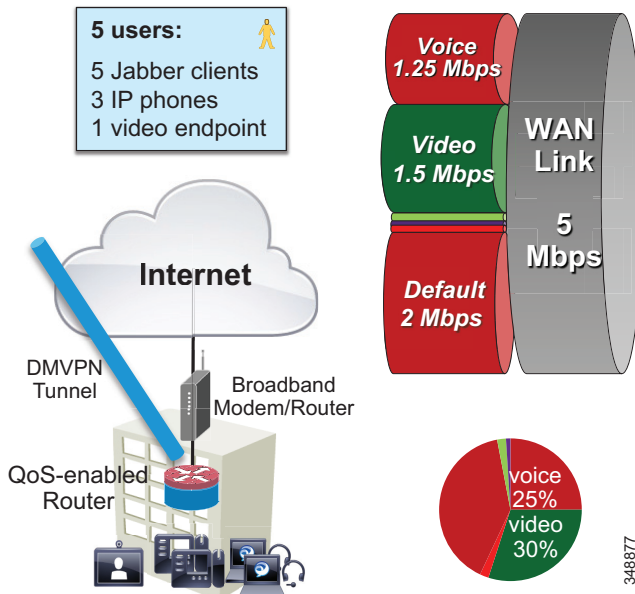 5 users:
5 Jabber clients
3 IP phones
1 video endpoint
Voice
1.25 Mbps
Video
1.5 Mbps
Default
2 Mbps
WAN
Link
5
Mbps
Internet
DMVPN
Tunnel
Broadband
Modem/Router
QoS-enabled
Router
voice
25%
video
30%
348877